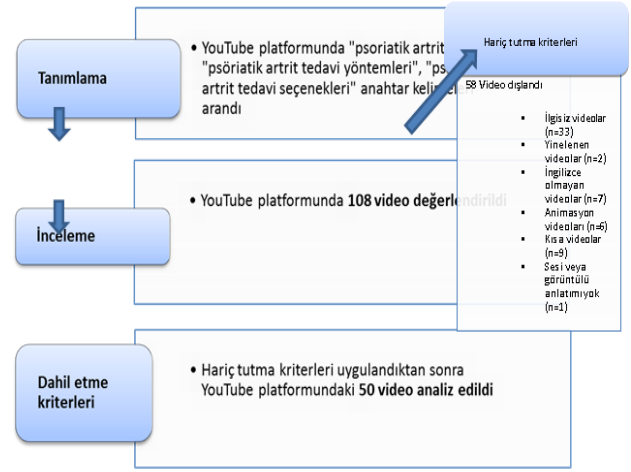 Tanımlama
• YouTube platformunda "psoriatik artrit
"psöriatik artrit tedavi yöntemleri", "ps
artrit tedavi seçenekleri" anahtar
arandı
Hariç tutma kriterleri
58 Video dışlandı
▪ İlgisiz videolar
(n=33)
▪ Yinelenen
videolar (n=2)
▪ İngilizce
olmayan
videolar (n=7)
▪ Animasyon
videoları (n=6)
▪ Kısa videolar
(n=9)
▪ Sesi veya
görüntülü
anlatımı yok
(n=1)
İnceleme
• YouTube platformunda 108 video değerlendirildi
Dahil etme
kriterleri
• Hariç tutma kriterleri uygulandıktan sonra
YouTube platformundaki 50 video analiz edildi